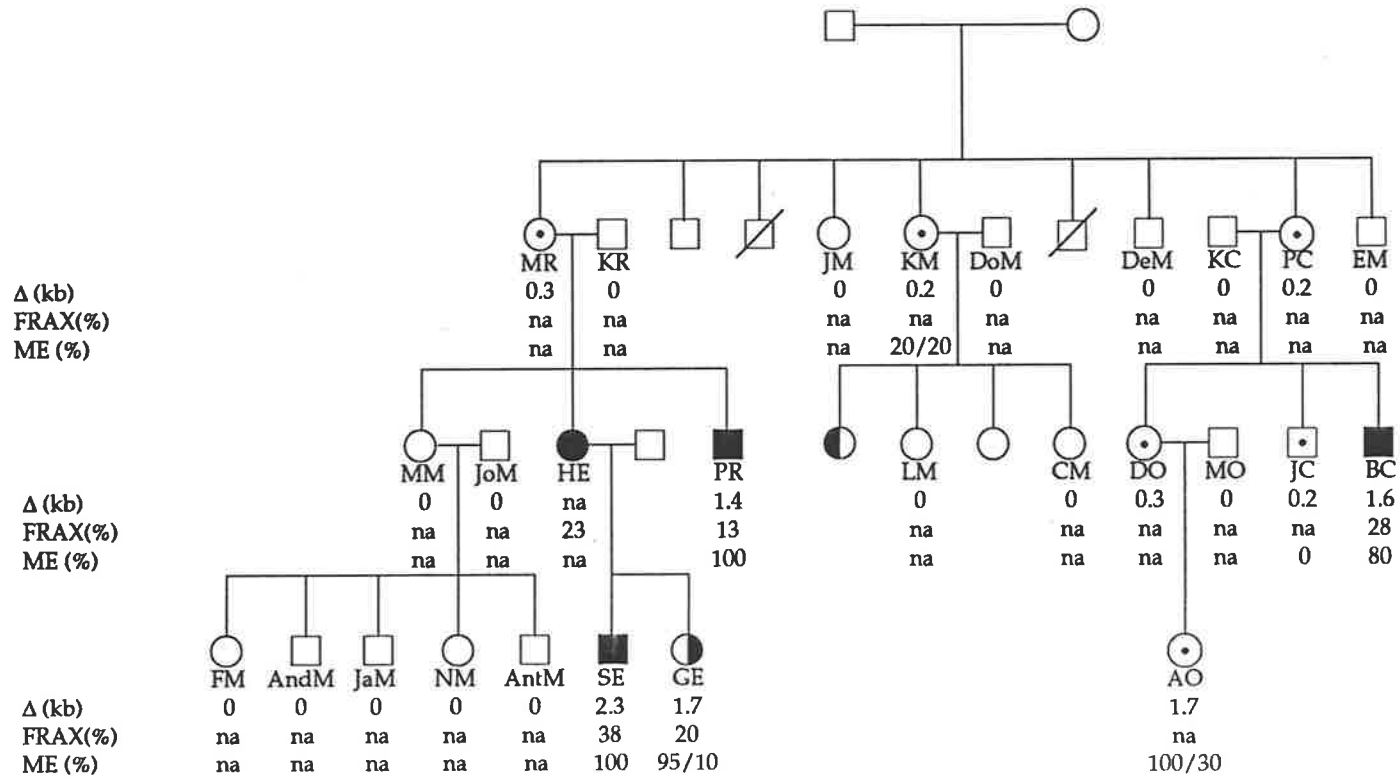 MR KR JM KM DoM DeM KC PC EM
Δ (kb) 0.3 0 0 0.2 0 0 0 0.2 0
FRAX(%) na na na na na na na na na
ME (%) na na na 20/20 na na na na na
MM JoM HE PR LM CM DO MO JC BC
Δ (kb) 0 0 na 1.4 0 0 0.3 0 0.2 1.6
FRAX(%) na na 23 13 na na na na na 28
ME (%) na na na 100 na na na na 0 80
FM AndM JaM NM AntM SE GE AO
Δ (kb) 0 0 0 0 0 2.3 1.7 1.7
FRAX(%) na na na na na 38 20 na
ME (%) na na na na na 100 95/10 100/30